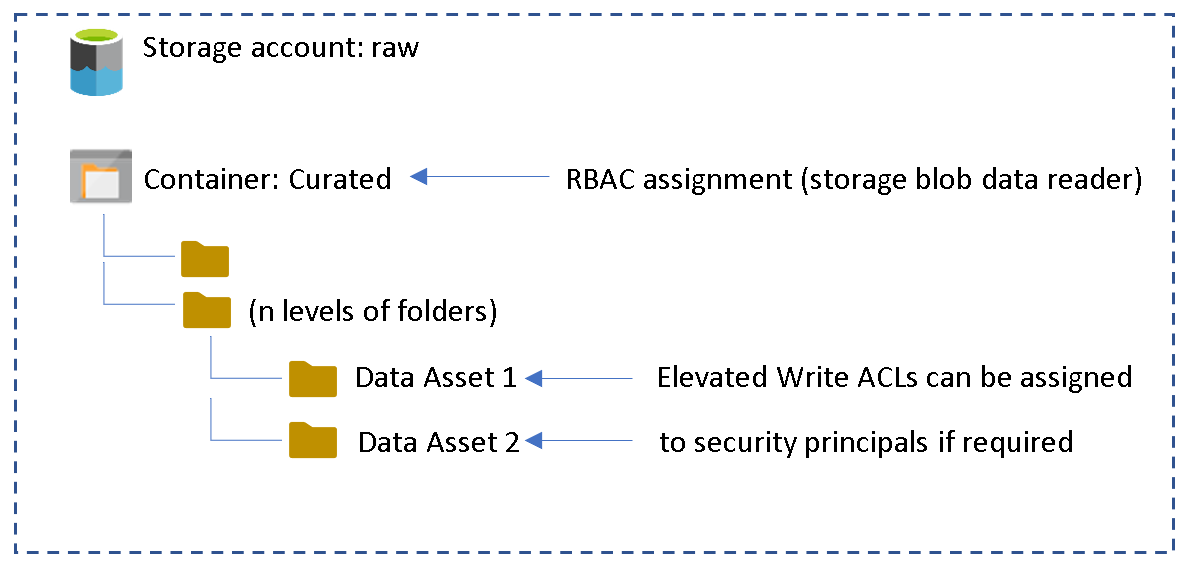 Storage account: raw
Container: Curated
RBAC assignment (storage blob data reader)
(n levels of folders)
Data Asset 1
Elevated Write ACLs can be assigned
Data Asset 2
to security principals if required